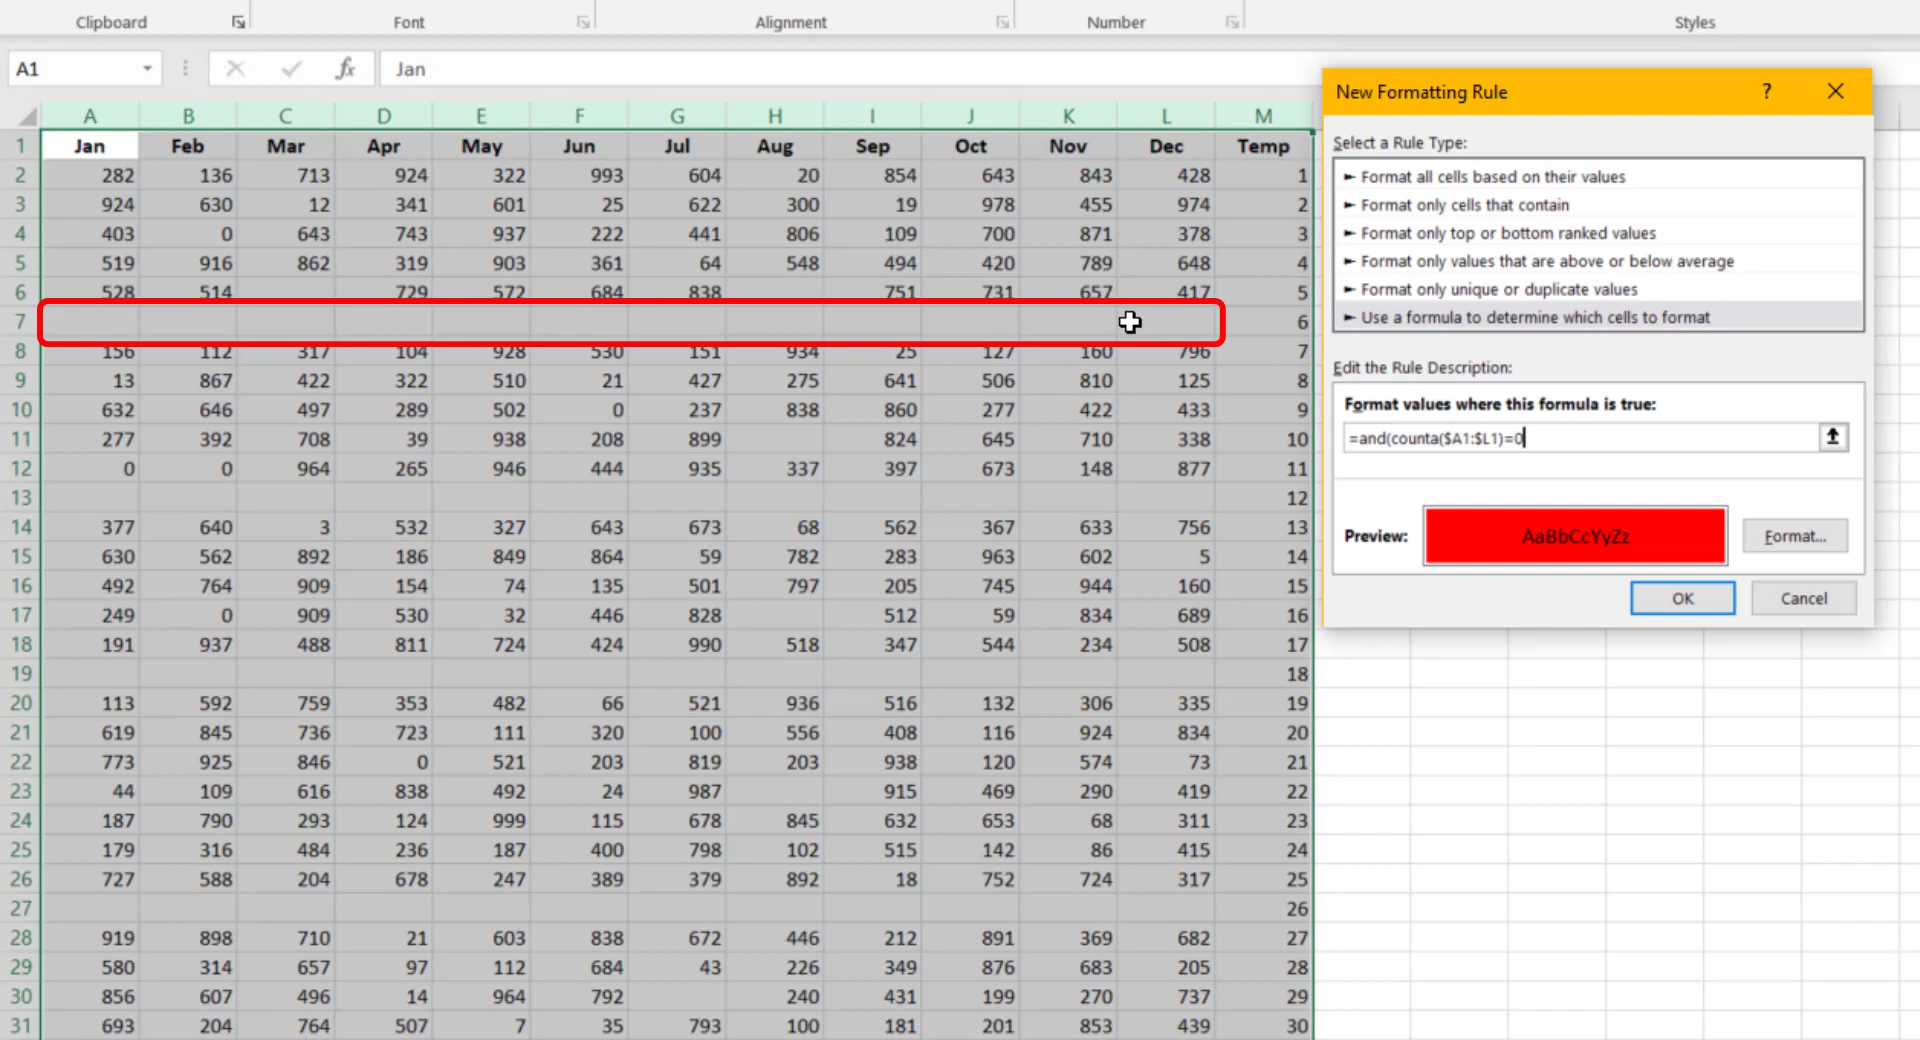 Clipboard Font Alignment Number Styles
A1 fx Jan
New Formatting Rule ? ×
Select a Rule Type:
► Format all cells based on their values
► Format only cells that contain
► Format only top or bottom ranked values
► Format only values that are above or below average
► Format only unique or duplicate values
► Use a formula to determine which cells to format
Edit the Rule Description:
Format values where this formula is true:
=and(counta($A1:$L1)=0
Preview: AaBbCcYyZz Format...
OK Cancel
A B C D E F G H I J K L M
1 Jan Feb Mar Apr May Jun Jul Aug Sep Oct Nov Dec Temp
2 282 136 713 924 322 993 604 20 854 643 843 428 1
3 924 630 12 341 601 25 622 300 19 978 455 974 2
4 403 0 643 743 937 222 441 806 109 700 871 378 3
5 519 916 862 319 903 361 64 548 494 420 789 648 4
6 528 514 729 572 684 838 751 731 657 417 5
7 6
8 156 112 317 104 928 530 151 934 25 127 160 796 7
9 13 867 422 322 510 21 427 275 641 506 810 125 8
10 632 646 497 289 502 0 237 838 860 277 422 433 9
11 277 392 708 39 938 208 899 824 645 710 338 10
12 0 0 964 265 946 444 935 337 397 673 148 877 11
13 12
14 377 640 3 532 327 643 673 68 562 367 633 756 13
15 630 562 892 186 849 864 59 782 283 963 602 5 14
16 492 764 909 154 74 135 501 797 205 745 944 160 15
17 249 0 909 530 32 446 828 512 59 834 689 16
18 191 937 488 811 724 424 990 518 347 544 234 508 17
19 18
20 113 592 759 353 482 66 521 936 516 132 306 335 19
21 619 845 736 723 111 320 100 556 408 116 924 834 20
22 773 925 846 0 521 203 819 203 938 120 574 73 21
23 44 109 616 838 492 24 987 915 469 290 419 22
24 187 790 293 124 999 115 678 845 632 653 68 311 23
25 179 316 484 236 187 400 798 102 515 142 86 415 24
26 727 588 204 678 247 389 379 892 18 752 724 317 25
27 26
28 919 898 710 21 603 838 672 446 212 891 369 682 27
29 580 314 657 97 112 684 43 226 349 876 683 205 28
30 856 607 496 14 964 792 240 431 199 270 737 29
31 693 204 764 507 7 35 793 100 181 201 853 439 30